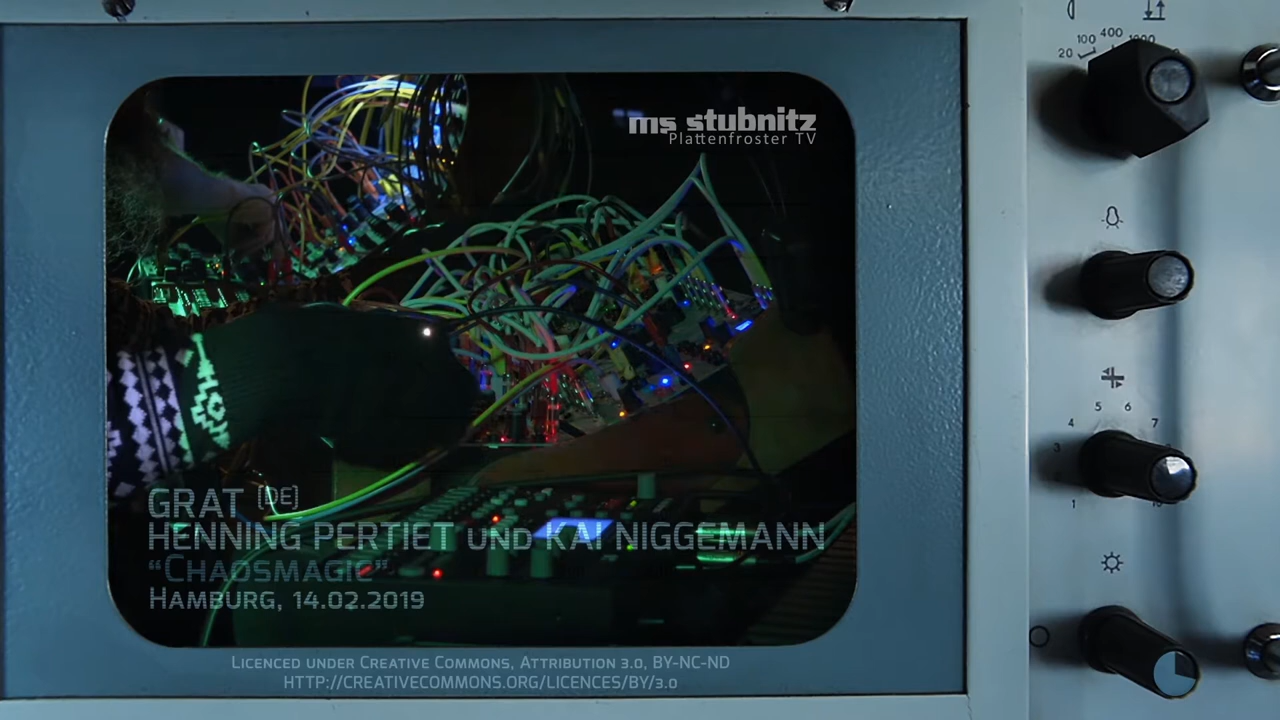 20 100 400 1000
ms stubnitz
Plattenfroster TV
4 5 6 7
3
1 10
GRAT [DE]
HENNING PERTIET UND KAI NIGGEMANN
“CHAOSMAGIC”
HAMBURG, 14.02.2019
LICENCED UNDER CREATIVE COMMONS, ATTRIBUTION 3.0, BY-NC-ND
HTTP://CREATIVECOMMONS.ORG/LICENCES/BY/3.0